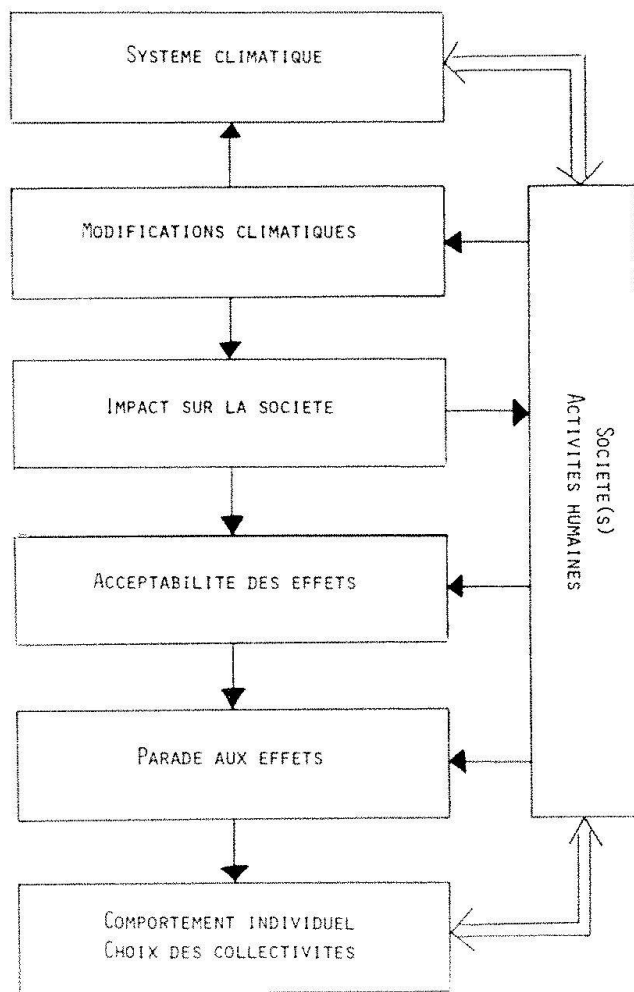 SYSTEME CLIMATIQUE
MODIFICATIONS CLIMATIQUES
IMPACT SUR LA SOCIETE
ACCEPTABILITE DES EFFETS
PARADE AUX EFFETS
COMPORTEMENT INDIVIDUEL
CHOIX DES COLLECTIVITES
SOCIETE(S)
ACTIVITES HUMAINES